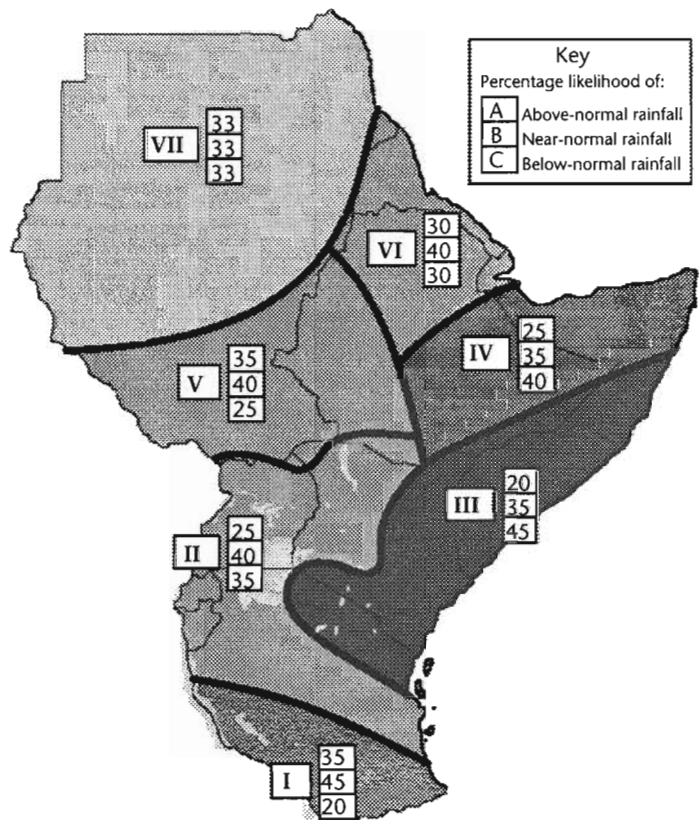 Key
Percentage likelihood of:
A Above-normal rainfall
B Near-normal rainfall
C Below-normal rainfall
VII
33
33
33
VI
30
40
30
IV
25
35
40
V
35
40
25
III
20
35
45
II
25
40
35
I
35
45
20